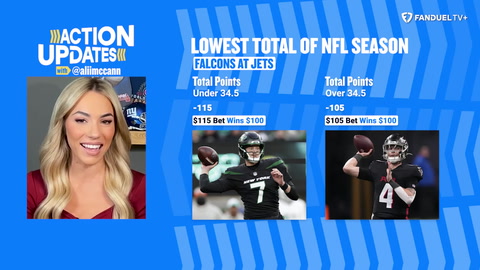 ACTION
UPDATES
with @aliimccann
FANDUEL TV+
LOWEST TOTAL OF NFL SEASON
FALCONS AT JETS
Total Points
Under 34.5
-115
$115 Bet Wins $100
Total Points
Over 34.5
-105
$105 Bet Wins $100
7
4